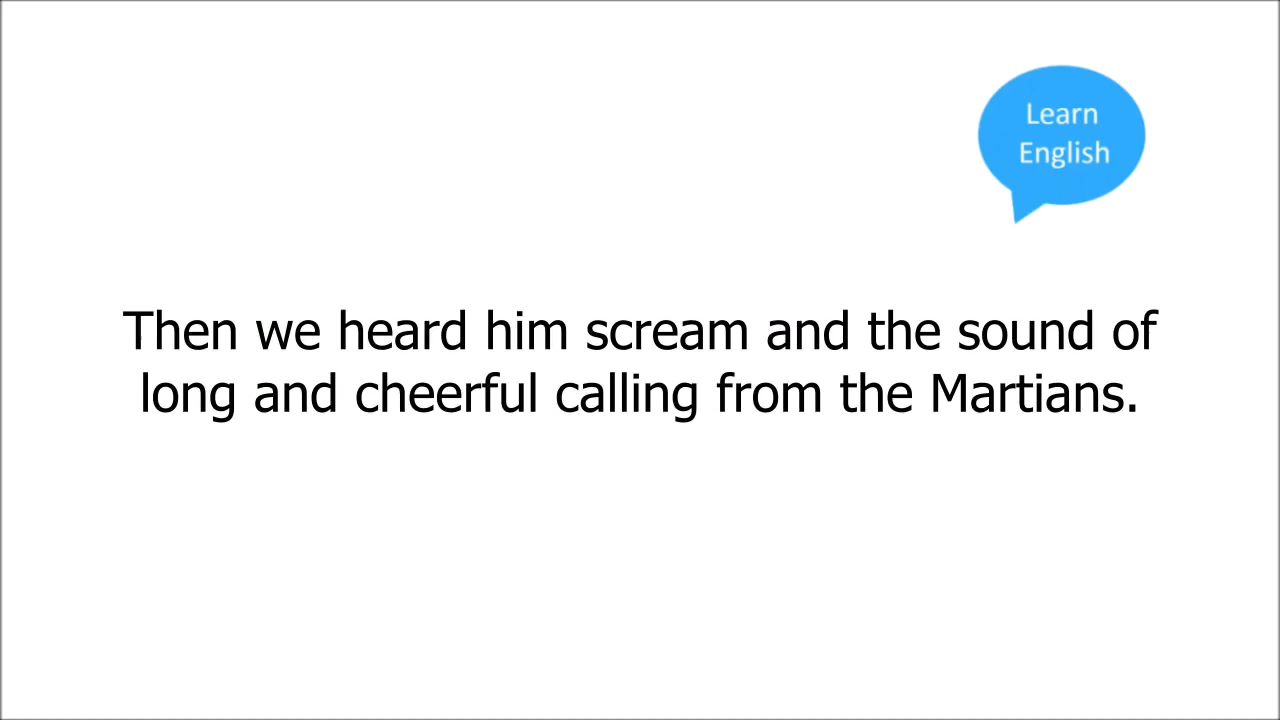 Learn
English
Then we heard him scream and the sound of
long and cheerful calling from the Martians.